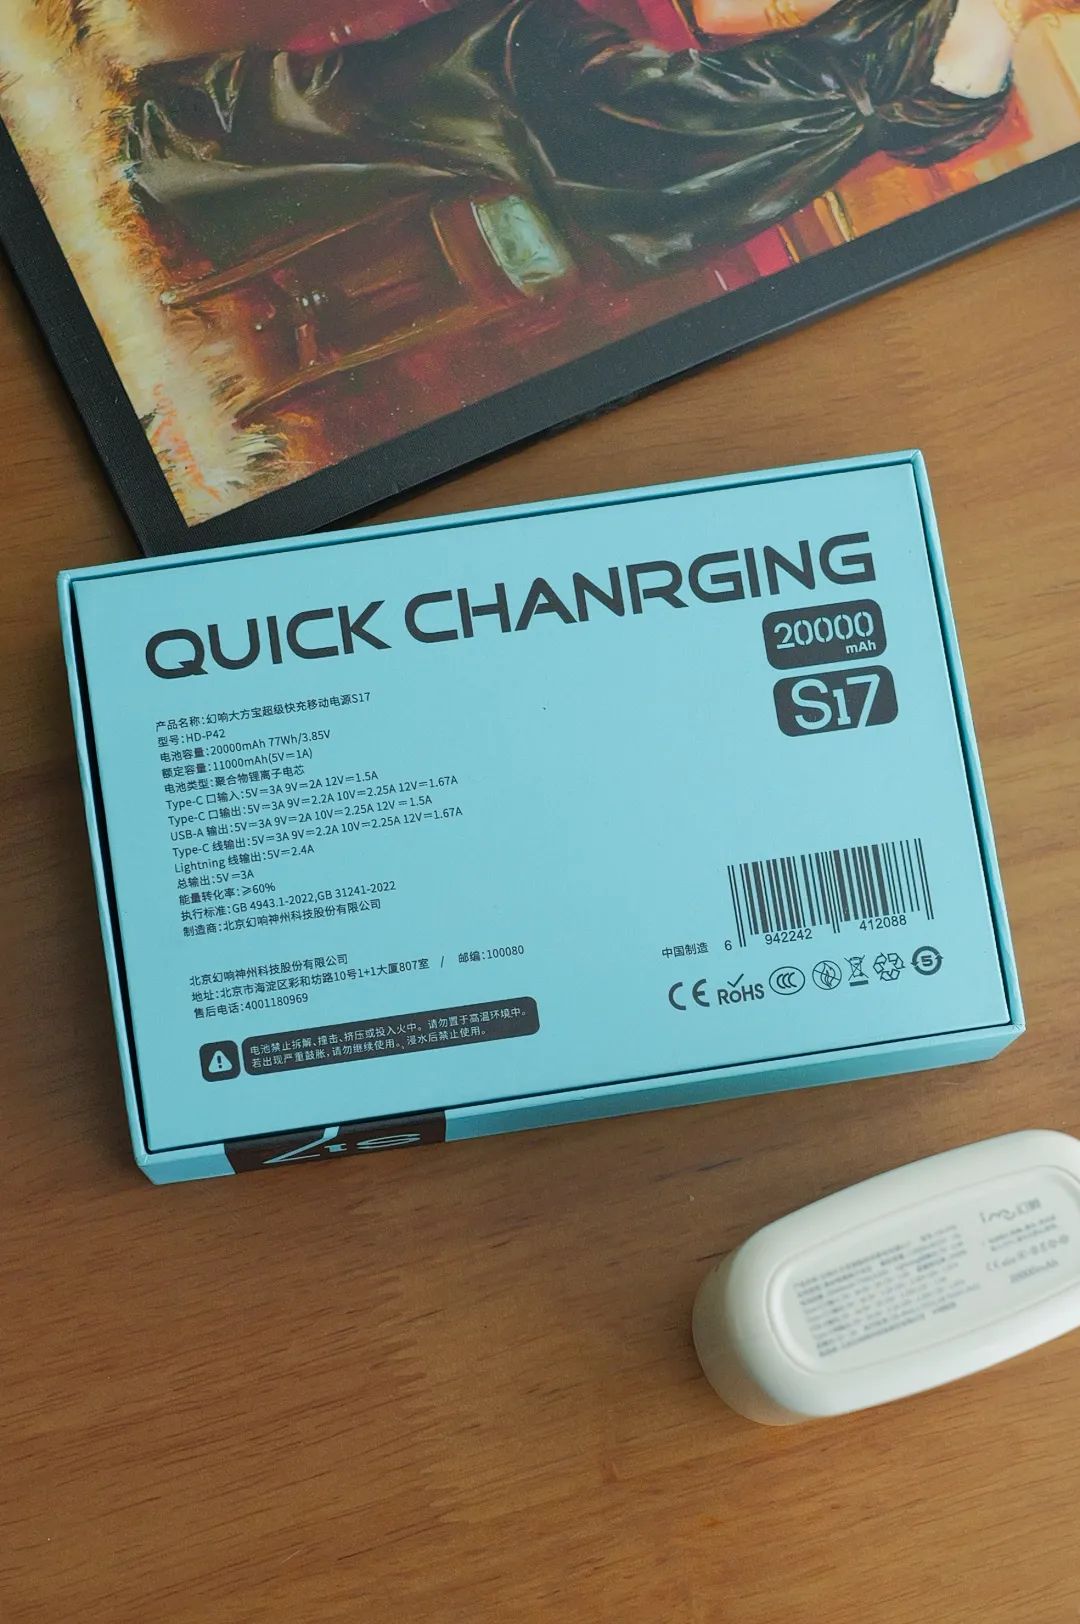 QUICK CHANRGING
20000
mAh
S17
产品名称:幻响大方宝超级快充移动电源S17
型号:HD-P42
电池容量:20000mAh 77Wh/3.85V
额定容量:11000mAh(5V=1A)
电池类型:聚合物锂离子电芯
Type-C 口输入:5V=3A 9V=2A 12V=1.5A
Type-C 口输出:5V=3A 9V=2.2A 10V=2.25A 12V=1.67A
USB-A 输出:5V=3A 9V=2A 10V=2.25A 12V =1.5A
Type-C 线输出:5V=3A 9V=2.2A 10V=2.25A 12V=1.67A
Lightning 线输出:5V=2.4A
总输出:5V =3A
能量转化率:≥60%
执行标准:GB 4943.1-2022,GB 31241-2022
制造商:北京幻响神州科技股份有限公司
北京幻响神州科技股份有限公司
地址:北京市海淀区彩和坊路10号1+1大厦807室 / 邮编:100080
售后电话:4001180969
电池禁止拆解、撞击、挤压或投入火中。请勿置于高温环境中。
若出现严重鼓胀,请勿继续使用。、浸水后禁止使用。
中国制造
6 942242 412088
CE ROHS CCC 5
S17
20000mAh